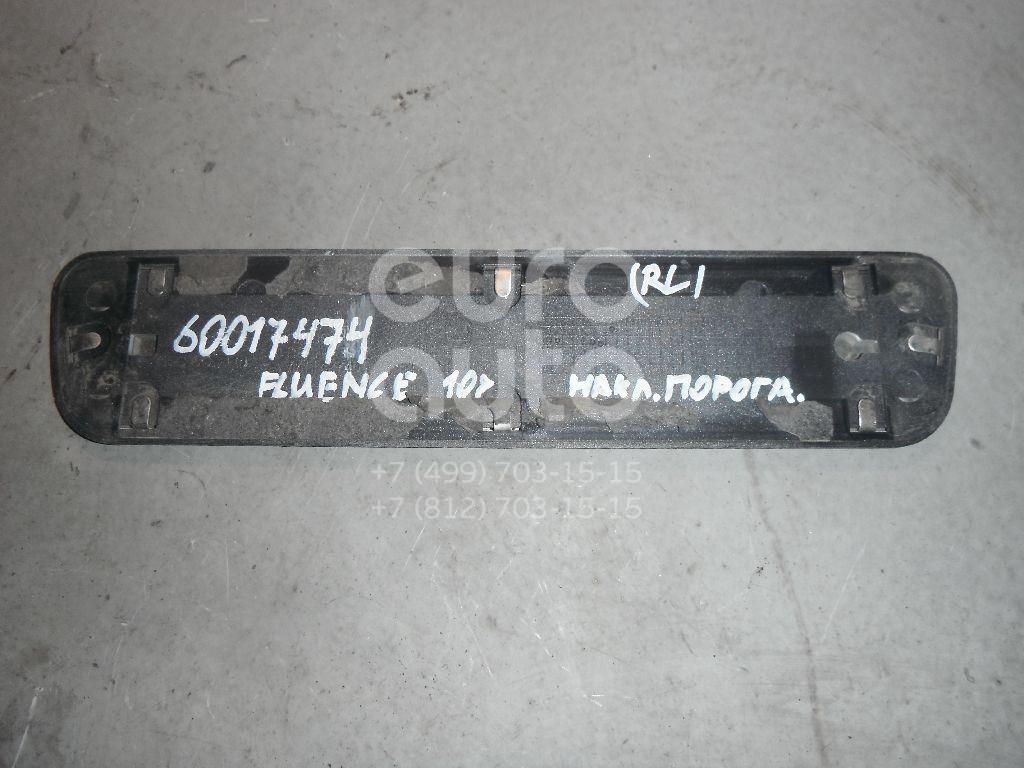 (RL)
60017474
FLUENCE 10> НАКЛ.ПОРОГА.
euro
auto
+7 (499) 703-15-15
+7 (812) 703-15-15